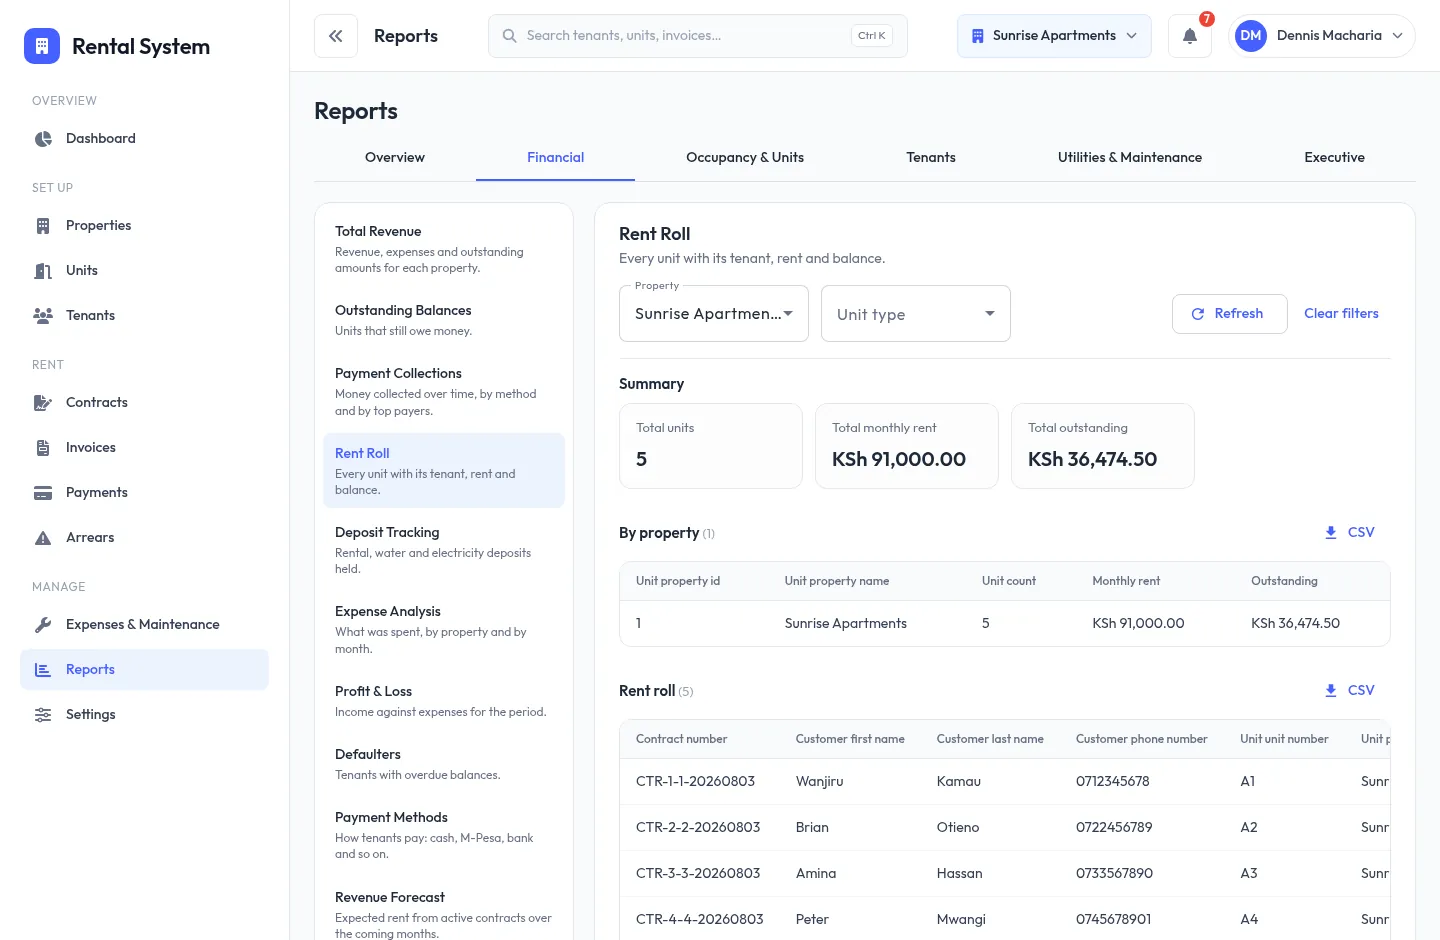 Rental System
OVERVIEW
Dashboard
SET UP
Properties
Units
Tenants
RENT
Contracts
Invoices
Payments
Arrears
MANAGE
Expenses & Maintenance
Reports
Settings
Reports
Search tenants, units, invoices...
Ctrl K
Sunrise Apartments
7
DM
Dennis Macharia
Reports
Overview
Financial
Occupancy & Units
Tenants
Utilities & Maintenance
Executive
Total Revenue
Revenue, expenses and outstanding
amounts for each property.
Outstanding Balances
Units that still owe money.
Payment Collections
Money collected over time, by method
and by top payers.
Rent Roll
Every unit with its tenant, rent and
balance.
Deposit Tracking
Rental, water and electricity deposits
held.
Expense Analysis
What was spent, by property and by
month.
Profit & Loss
Income against expenses for the period.
Defaulters
Tenants with overdue balances.
Payment Methods
How tenants pay: cash, M-Pesa, bank
and so on.
Revenue Forecast
Expected rent from active contracts over
the coming months.
Rent Roll
Every unit with its tenant, rent and balance.
Property
Sunrise Apartmen...
Unit type
Refresh
Clear filters
Summary
Total units
5
Total monthly rent
KSh 91,000.00
Total outstanding
KSh 36,474.50
By property (1)
CSV
Unit property id Unit property name Unit count Monthly rent Outstanding
1 Sunrise Apartments 5 KSh 91,000.00 KSh 36,474.50
Rent roll (5)
CSV
Contract number Customer first name Customer last name Customer phone number Unit unit number Unit p
CTR-1-1-20260803 Wanjiru Kamau 0712345678 A1 Sunr
CTR-2-2-20260803 Brian Otieno 0722456789 A2 Sunr
CTR-3-3-20260803 Amina Hassan 0733567890 A3 Sunr
CTR-4-4-20260803 Peter Mwangi 0745678901 A4 Sunr